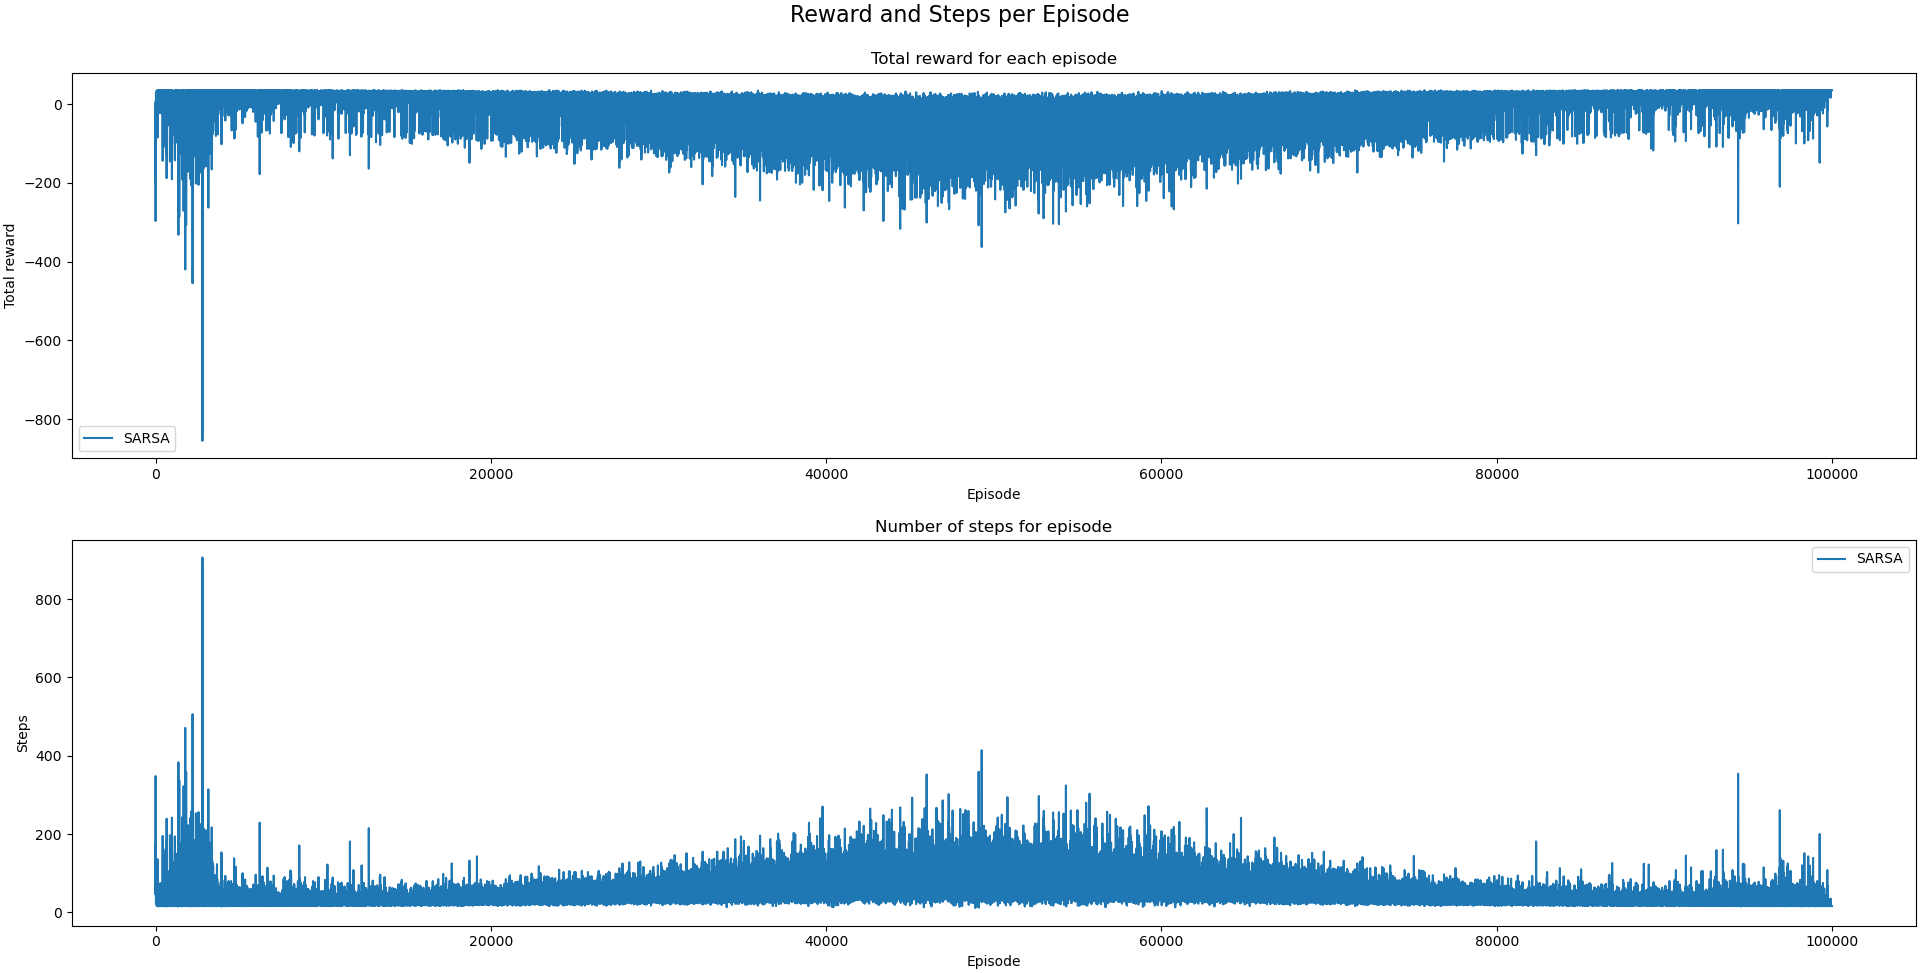 Reward and Steps per Episode
Total reward for each episode
0
−200
−400
−600
−800
Total reward
SARSA
0 20000 40000 60000 80000 100000
Episode
Number of steps for episode
SARSA
800
600
400
200
0
Steps
0 20000 40000 60000 80000 100000
Episode